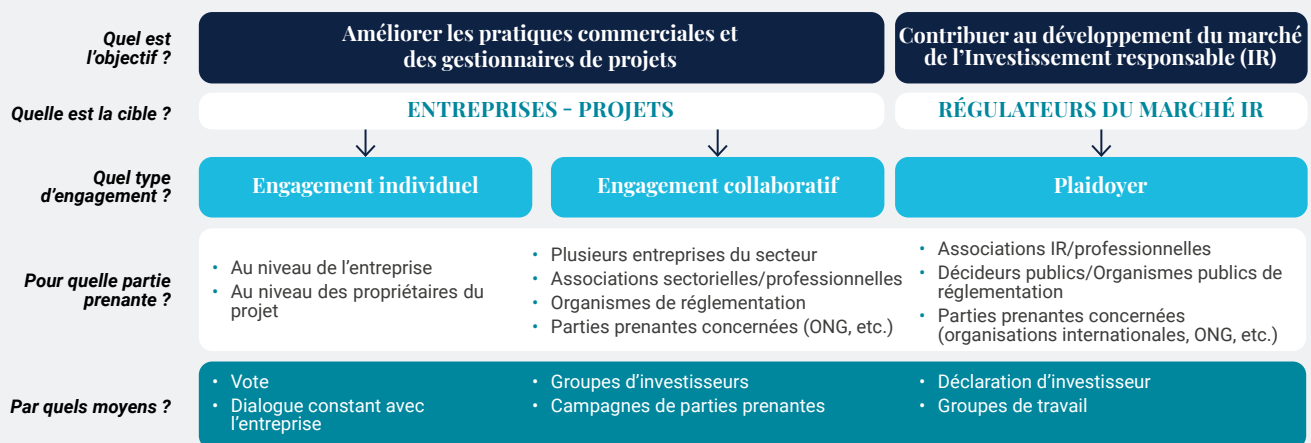 Quel est
l'objectif ?
Améliorer les pratiques commerciales et
des gestionnaires de projets
Contribuer au développement du marché
de l'Investissement responsable (IR)
Quelle est la cible ?
ENTREPRISES - PROJETS
RÉGULATEURS DU MARCHÉ IR
Quel type
d'engagement ?
Engagement individuel
Engagement collaboratif
Plaidoyer
Pour quelle partie
prenante ?
• Au niveau de l'entreprise
• Au niveau des propriétaires du
projet
• Plusieurs entreprises du secteur
• Associations sectorielles/professionnelles
• Organismes de réglementation
• Parties prenantes concernées (ONG, etc.)
• Associations IR/professionnelles
• Décideurs publics/Organismes publics de
réglementation
• Parties prenantes concernées
(organisations internationales, ONG, etc.)
Par quels moyens ?
• Vote
• Dialogue constant avec
l'entreprise
• Groupes d'investisseurs
• Campagnes de parties prenantes
• Déclaration d'investisseur
• Groupes de travail